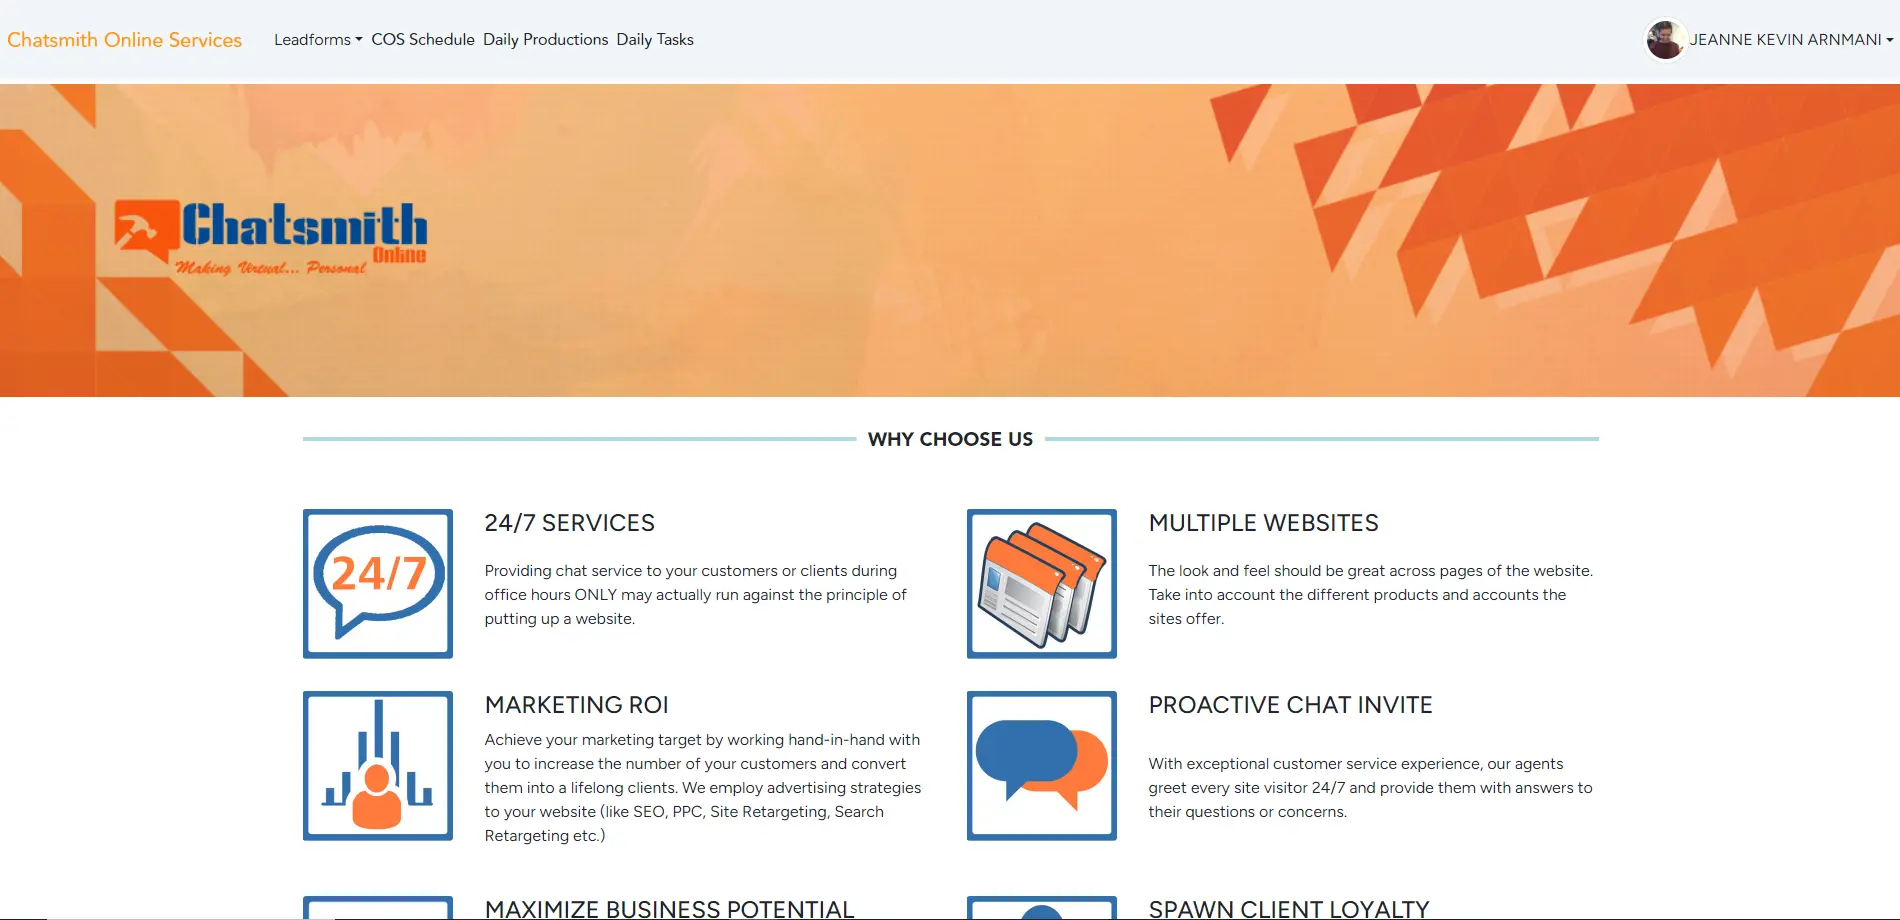 Chatsmith Online Services
Leadforms COS Schedule Daily Productions Daily Tasks
JEANNE KEVIN ARNMANI
Chatsmith
Online
Making Virtual... Personal
WHY CHOOSE US
24/7
24/7 SERVICES
Providing chat service to your customers or clients during
office hours ONLY may actually run against the principle of
putting up a website.
MULTIPLE WEBSITES
The look and feel should be great across pages of the website.
Take into account the different products and accounts the
sites offer.
MARKETING ROI
Achieve your marketing target by working hand-in-hand with
you to increase the number of your customers and convert
them into a lifelong clients. We employ advertising strategies
to your website (like SEO, PPC, Site Retargeting, Search
Retargeting etc.)
PROACTIVE CHAT INVITE
With exceptional customer service experience, our agents
greet every site visitor 24/7 and provide them with answers to
their questions or concerns.
MAXIMIZE BUSINESS POTENTIAL
SPAWN CLIENT LOYALTY